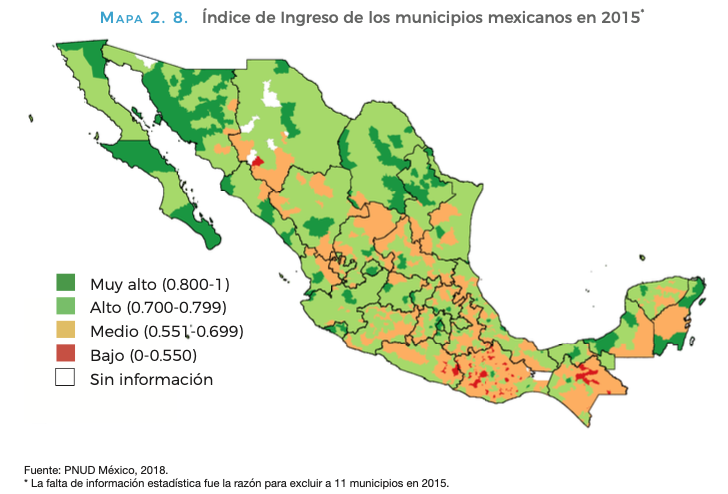 MAPA 2. 8. Índice de Ingreso de los municipios mexicanos en 2015*
Muy alto (0.800-1)
Alto (0.700-0.799)
Medio (0.551-0.699)
Bajo (0-0.550)
Sin información
Fuente: PNUD México, 2018.
* La falta de información estadística fue la razón para excluir a 11 municipios en 2015.